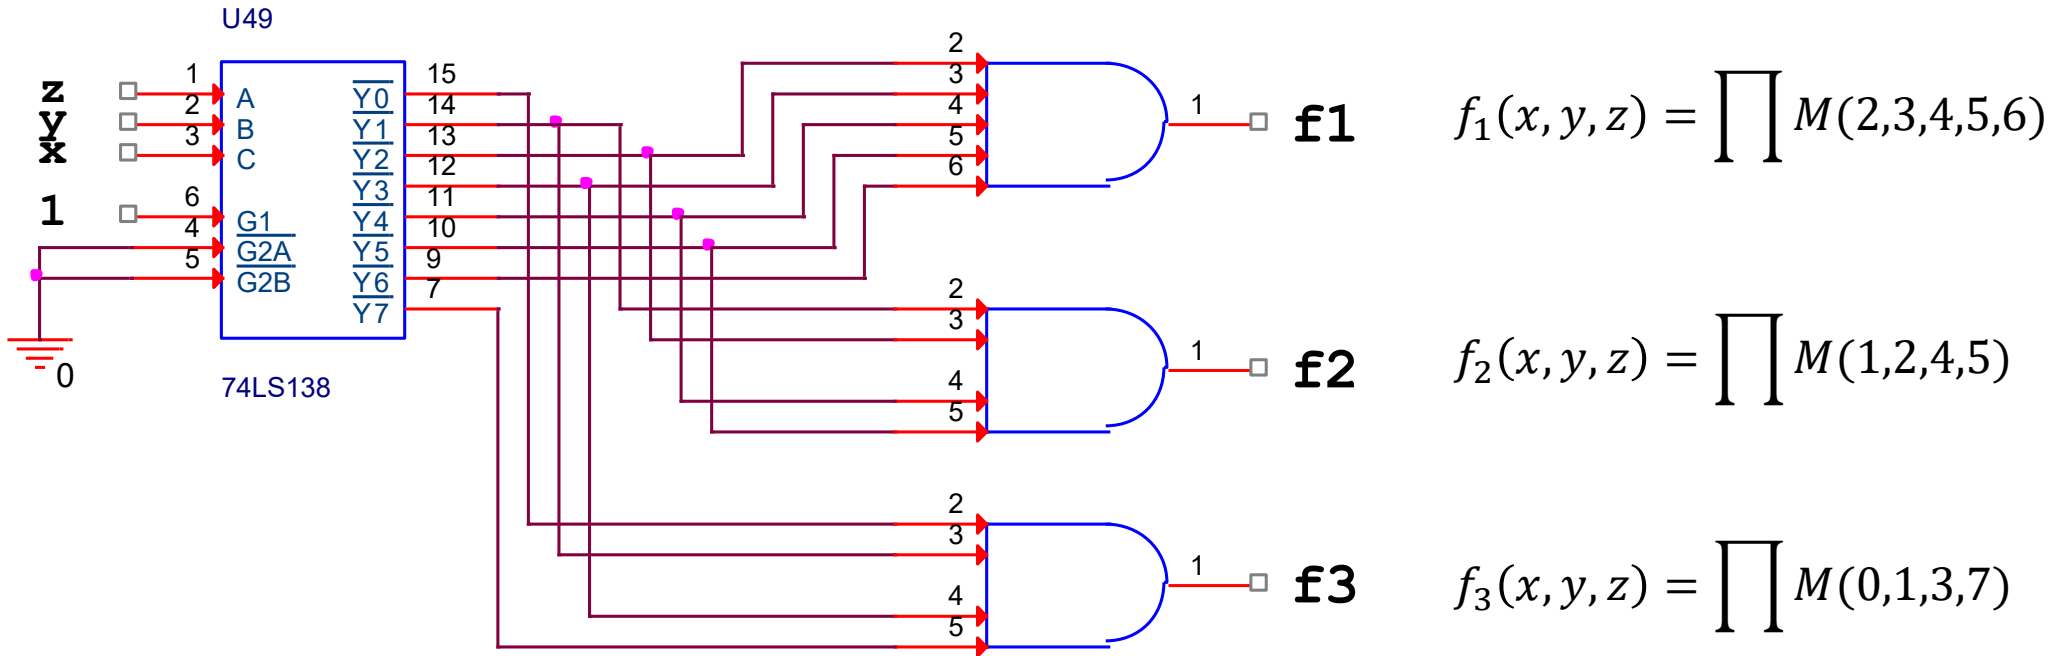 U49
z
y
x
1
1
2
3
6
4
5
A
B
C
G1
G2A
G2B
Y0
Y1
Y2
Y3
Y4
Y5
Y6
Y7
15
14
13
12
11
10
9
7
0
74LS138
2
3
4
5
6
1
f1
f₁(x, y, z) = ∏ M(2,3,4,5,6)
2
3
4
5
1
f2
f₂(x, y, z) = ∏ M(1,2,4,5)
2
3
4
5
1
f3
f₃(x, y, z) = ∏ M(0,1,3,7)